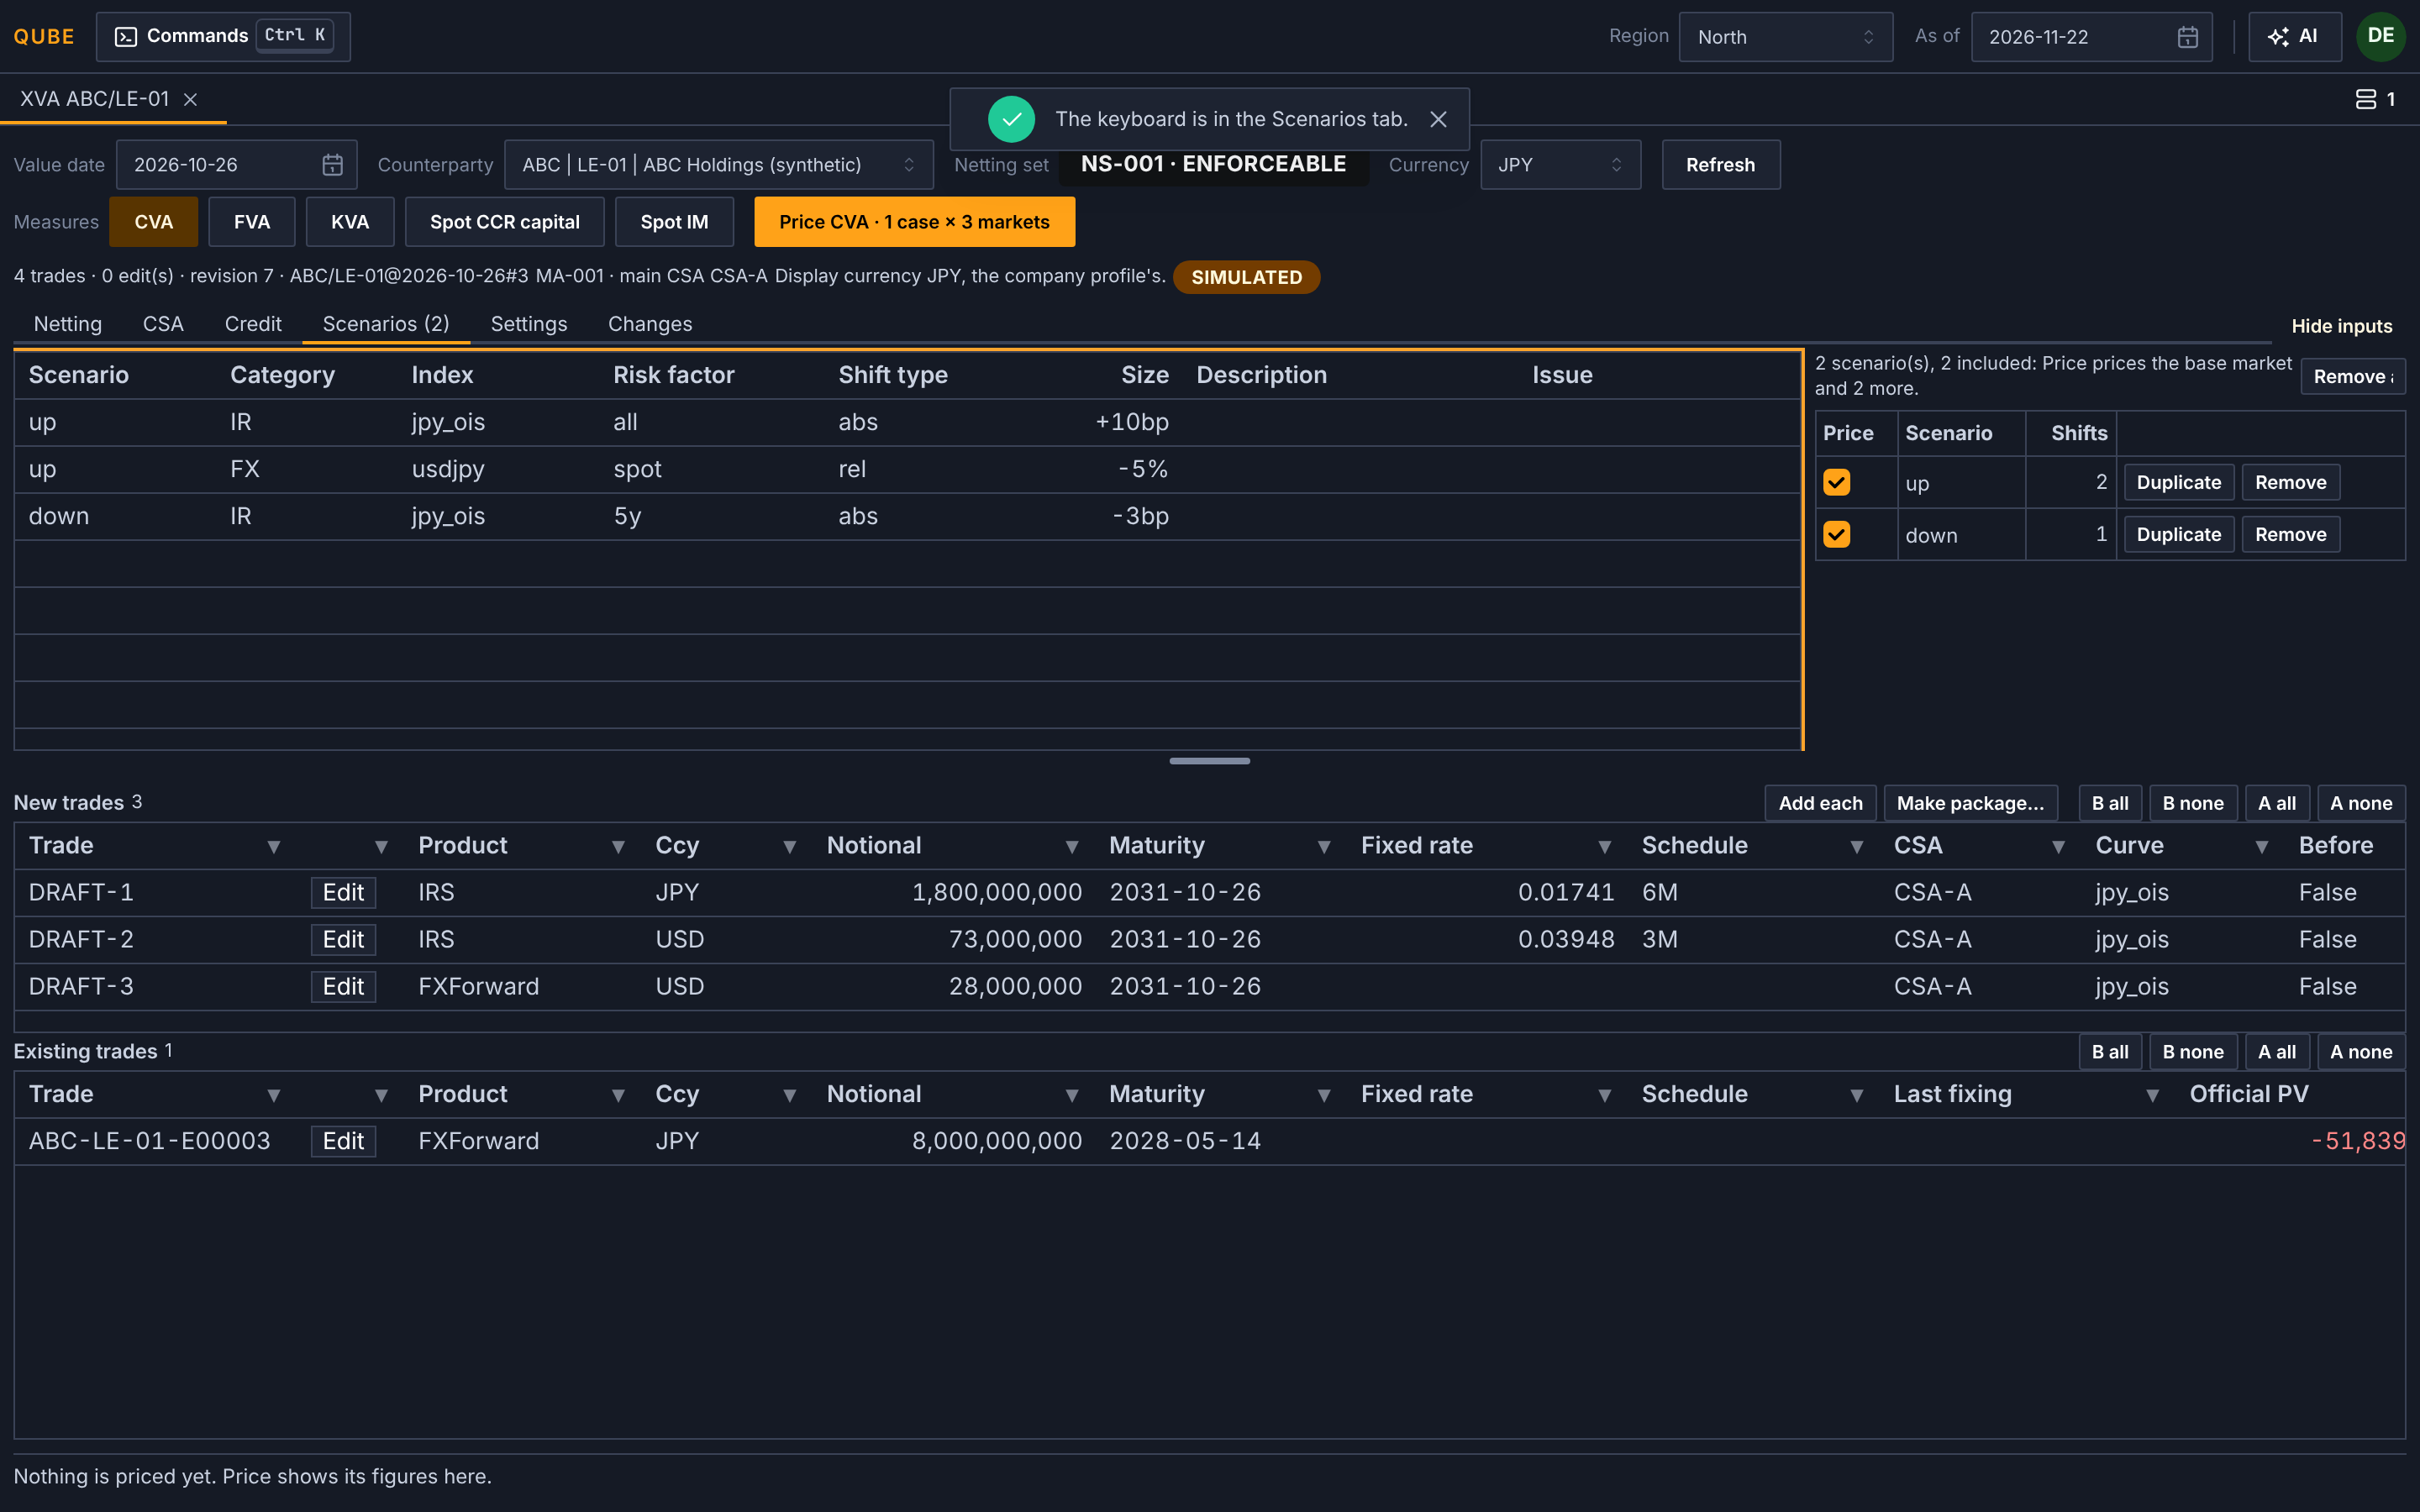 QUBE Commands Ctrl K Region North As of 2026-11-22 AI DE
XVA ABC/LE-01 1
The keyboard is in the Scenarios tab.
Value date 2026-10-26 Counterparty ABC | LE-01 | ABC Holdings (synthetic) Netting set NS-001 · ENFORCEABLE Currency JPY Refresh
Measures CVA FVA KVA Spot CCR capital Spot IM Price CVA · 1 case × 3 markets
4 trades · 0 edit(s) · revision 7 · ABC/LE-01@2026-10-26#3 MA-001 · main CSA CSA-A Display currency JPY, the company profile's. SIMULATED
Netting CSA Credit Scenarios (2) Settings Changes Hide inputs
Scenario Category Index Risk factor Shift type Size Description Issue
up IR jpy_ois all abs +10bp
up FX usdjpy spot rel -5%
down IR jpy_ois 5y abs -3bp
2 scenario(s), 2 included: Price prices the base market
and 2 more.
Remove
Price Scenario Shifts
up 2 Duplicate Remove
down 1 Duplicate Remove
New trades 3 Add each Make package... B all B none A all A none
Trade Product Ccy Notional Maturity Fixed rate Schedule CSA Curve Before
DRAFT-1 Edit IRS JPY 1,800,000,000 2031-10-26 0.01741 6M CSA-A jpy_ois False
DRAFT-2 Edit IRS USD 73,000,000 2031-10-26 0.03948 3M CSA-A jpy_ois False
DRAFT-3 Edit FXForward USD 28,000,000 2031-10-26 CSA-A jpy_ois False
Existing trades 1 B all B none A all A none
Trade Product Ccy Notional Maturity Fixed rate Schedule Last fixing Official PV
ABC-LE-01-E00003 Edit FXForward JPY 8,000,000,000 2028-05-14 -51,839
Nothing is priced yet. Price shows its figures here.